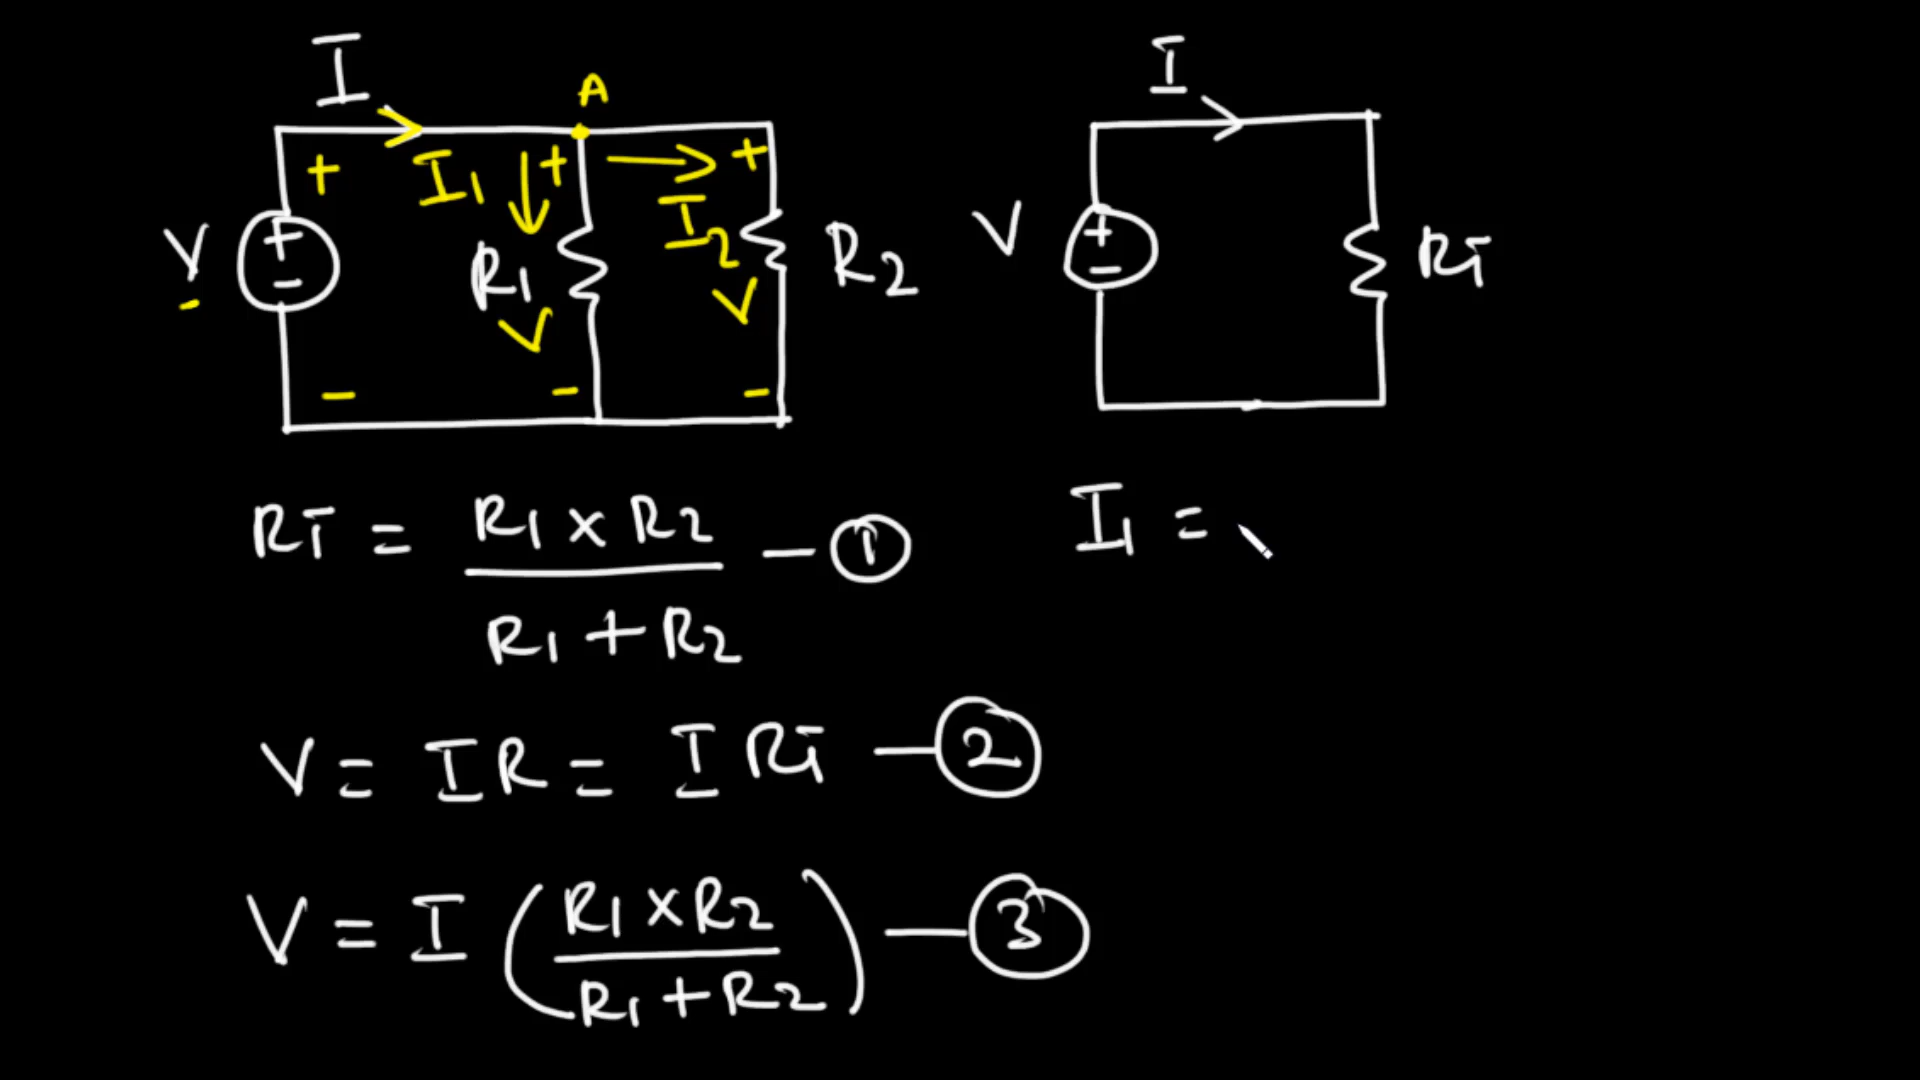 I
A
+ I1 + + I2
V + - R1 R2
V V
- - -
I
V + - RT
RT = R1 x R2 / R1 + R2 — 1
V = IR = I RT — 2
V = I ( R1 x R2 / R1 + R2 ) — 3
I1 =